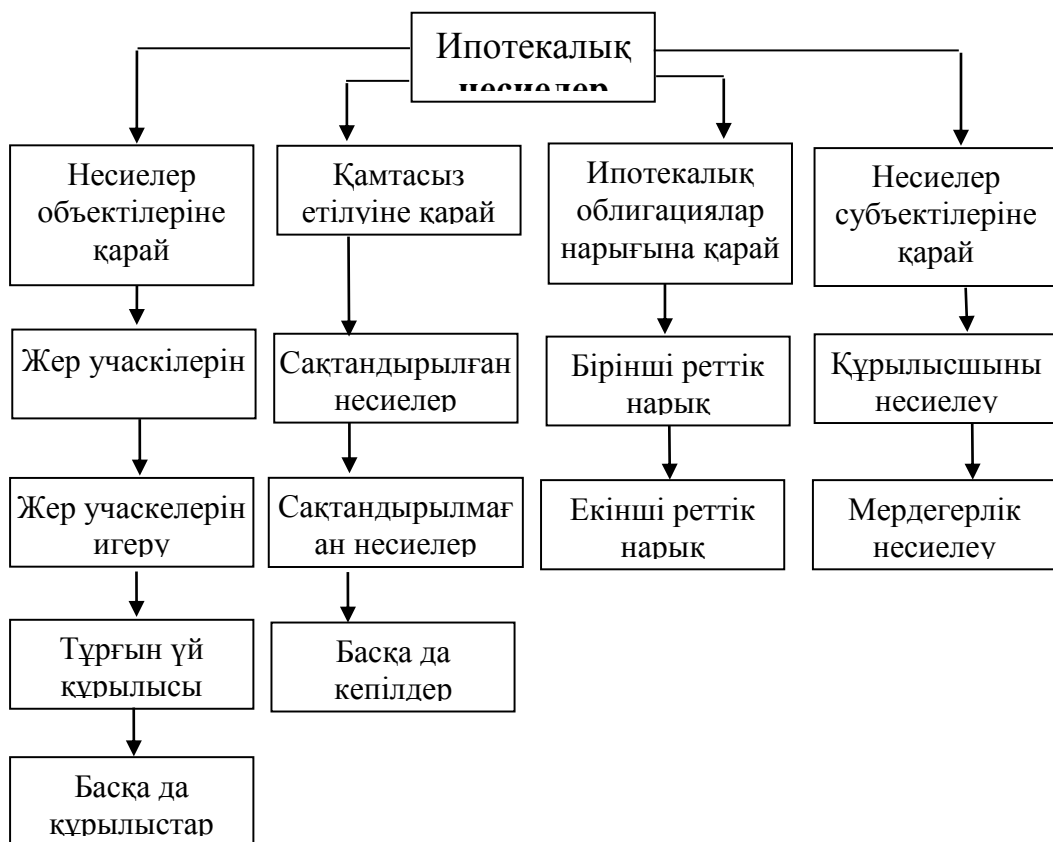 Ипотекалық
несиелер
Несиелер
объектілеріне
қарай
Жер учаскілерін
Жер учаскелерін
игеру
Тұрғын үй
құрылысы
Басқа да
құрылыстар
Қамтасыз
етілуіне қарай
Сақтандырылған
несиелер
Сақтандырылмағ
ан несиелер
Басқа да
кепілдер
Ипотекалық
облигациялар
нарығына қарай
Бірінші реттік
нарық
Екінші реттік
нарық
Несиелер
субъектілеріне
қарай
Құрылысшыны
несиелеу
Мердегерлік
несиелеу